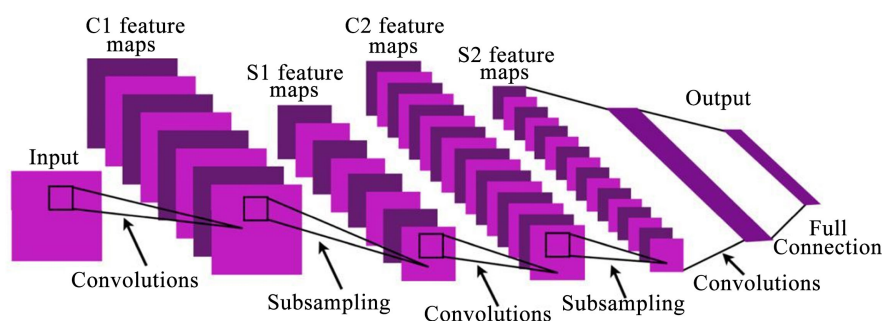 C1 feature
maps
C2 feature
maps
S1 feature
maps
S2 feature
maps
Output
Input
Full
Connection
Convolutions
Subsampling
Convolutions
Subsampling
Convolutions